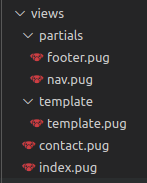 views
partials
footer.pug
nav.pug
template
template.pug
contact.pug
index.pug